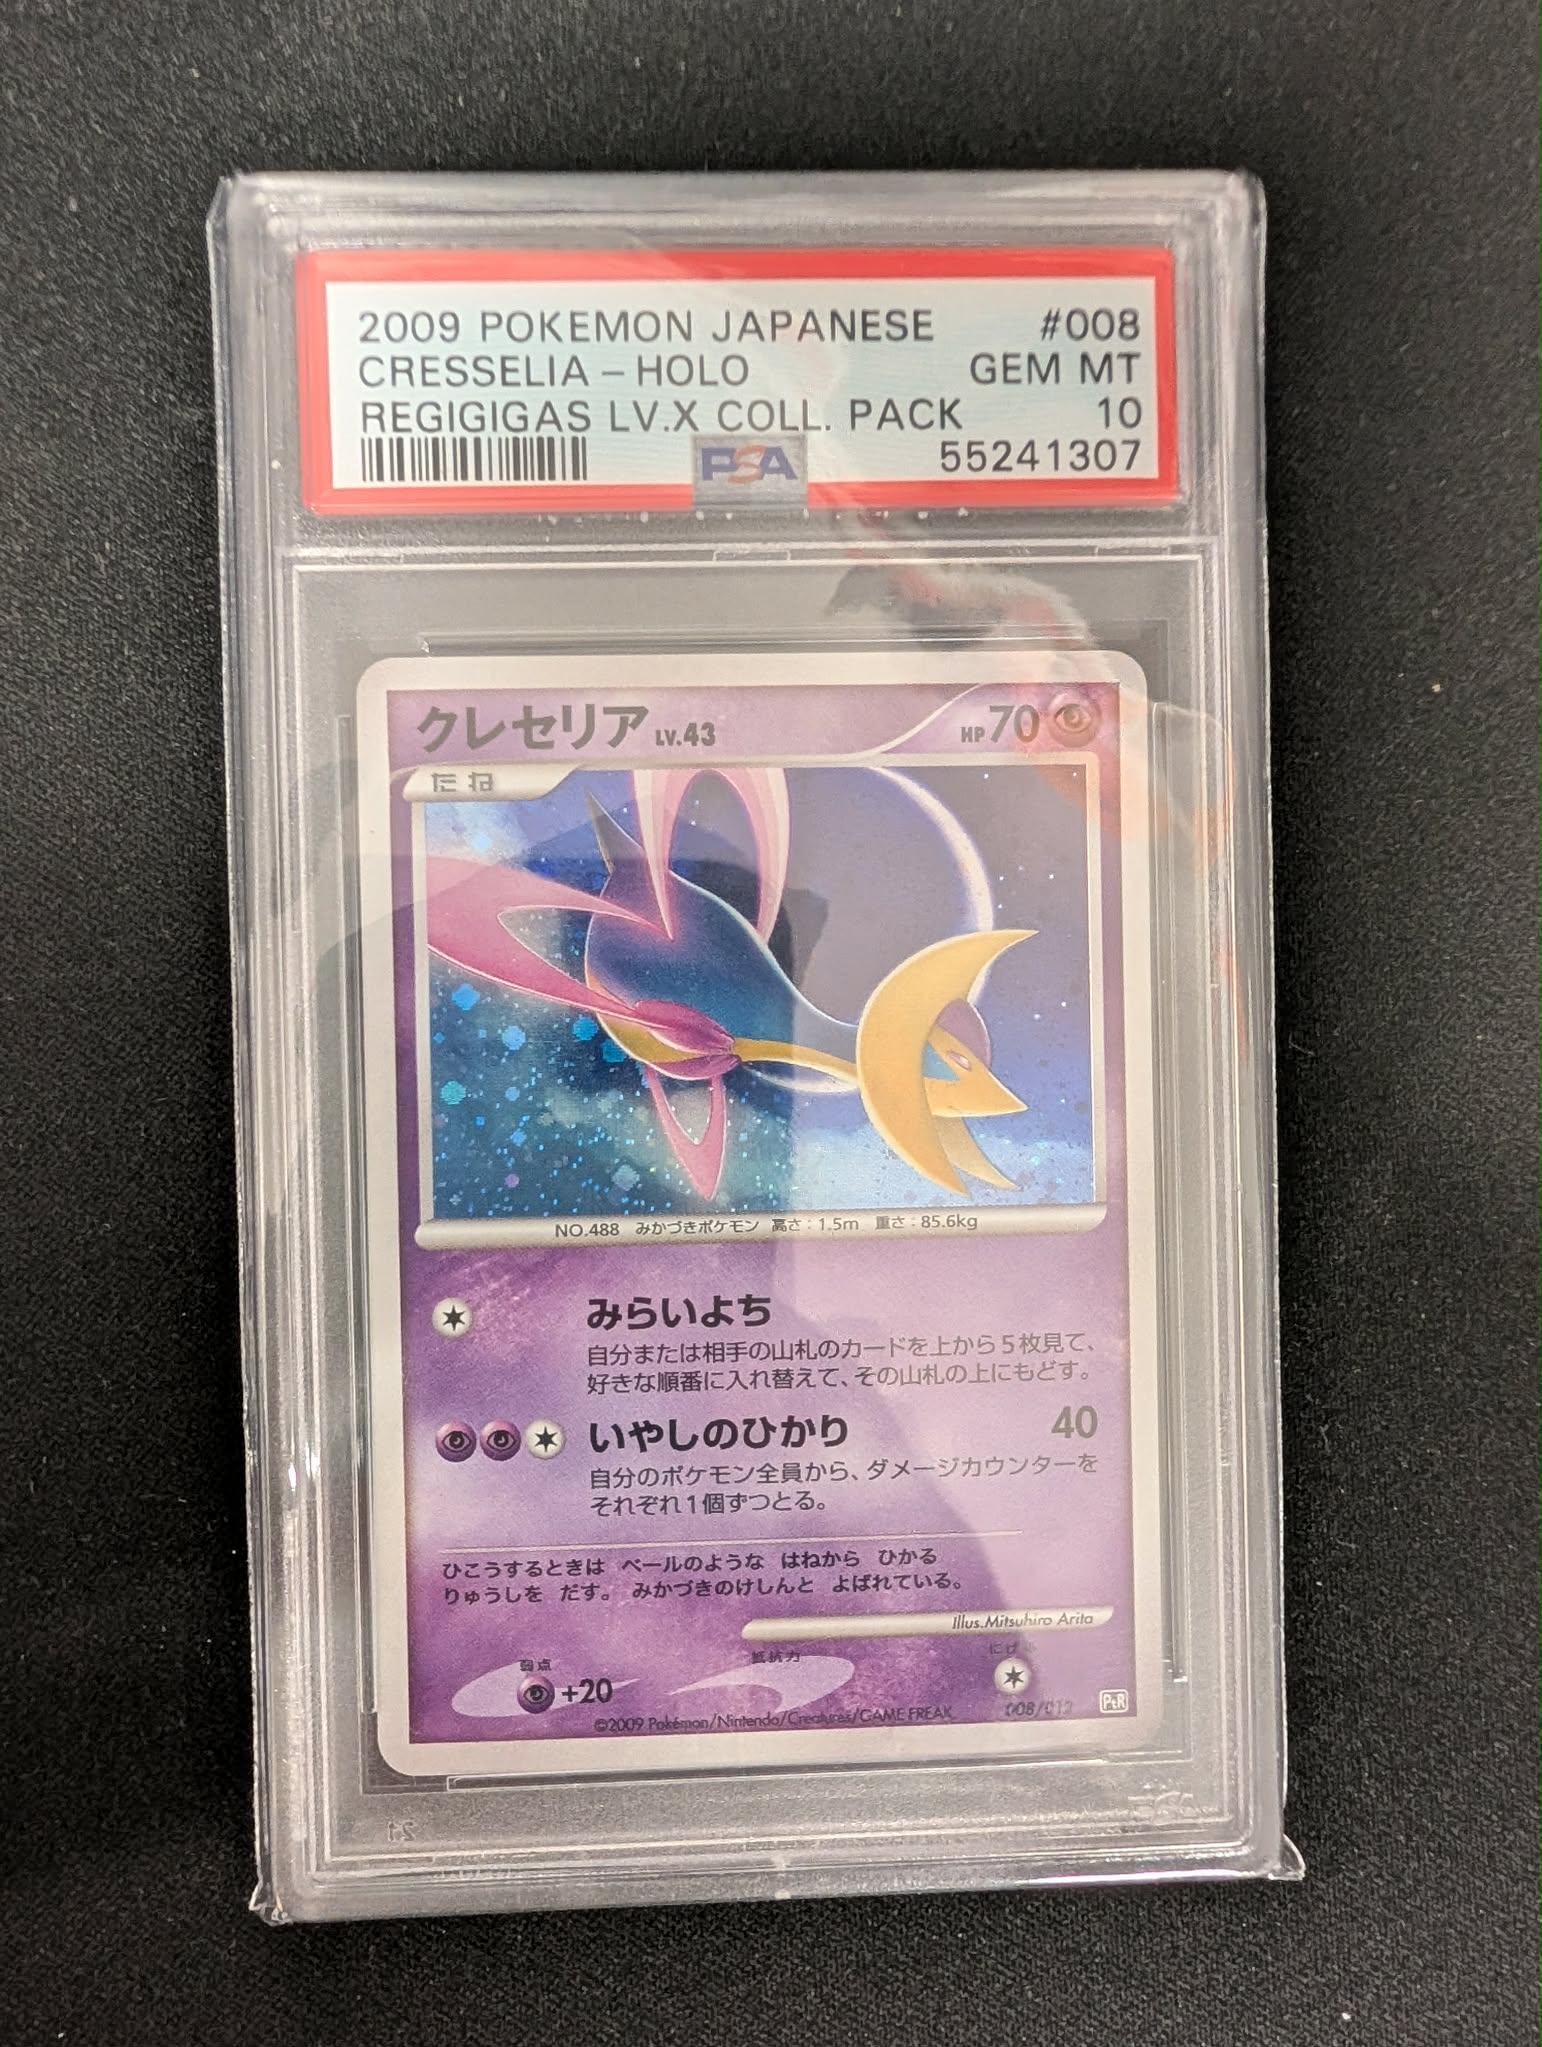 2009 POKEMON JAPANESE #008
CRESSELIA – HOLO GEM MT
REGIGIGAS LV.X COLL. PACK 10
PSA 55241307
クレセリア LV.43 HP 70
たね
NO.488 みかづきポケモン 高さ：1.5m 重さ：85.6kg
みらいよち
自分または相手の山札のカードを上から5枚見て、
好きな順番に入れ替えて、その山札の上にもどす。
いやしのひかり 40
自分のポケモン全員から、ダメージカウンターを
それぞれ1個ずつとる。
ひこうするときは ベールのような はねから ひかる
りゅうしを だす。 みかづきのけしんと よばれている。
Illus.Mitsuhiro Arita
弱点 抵抗力 にげる
+20
©2009 Pokémon/Nintendo/Creatures/GAME FREAK. 008/012 PtR